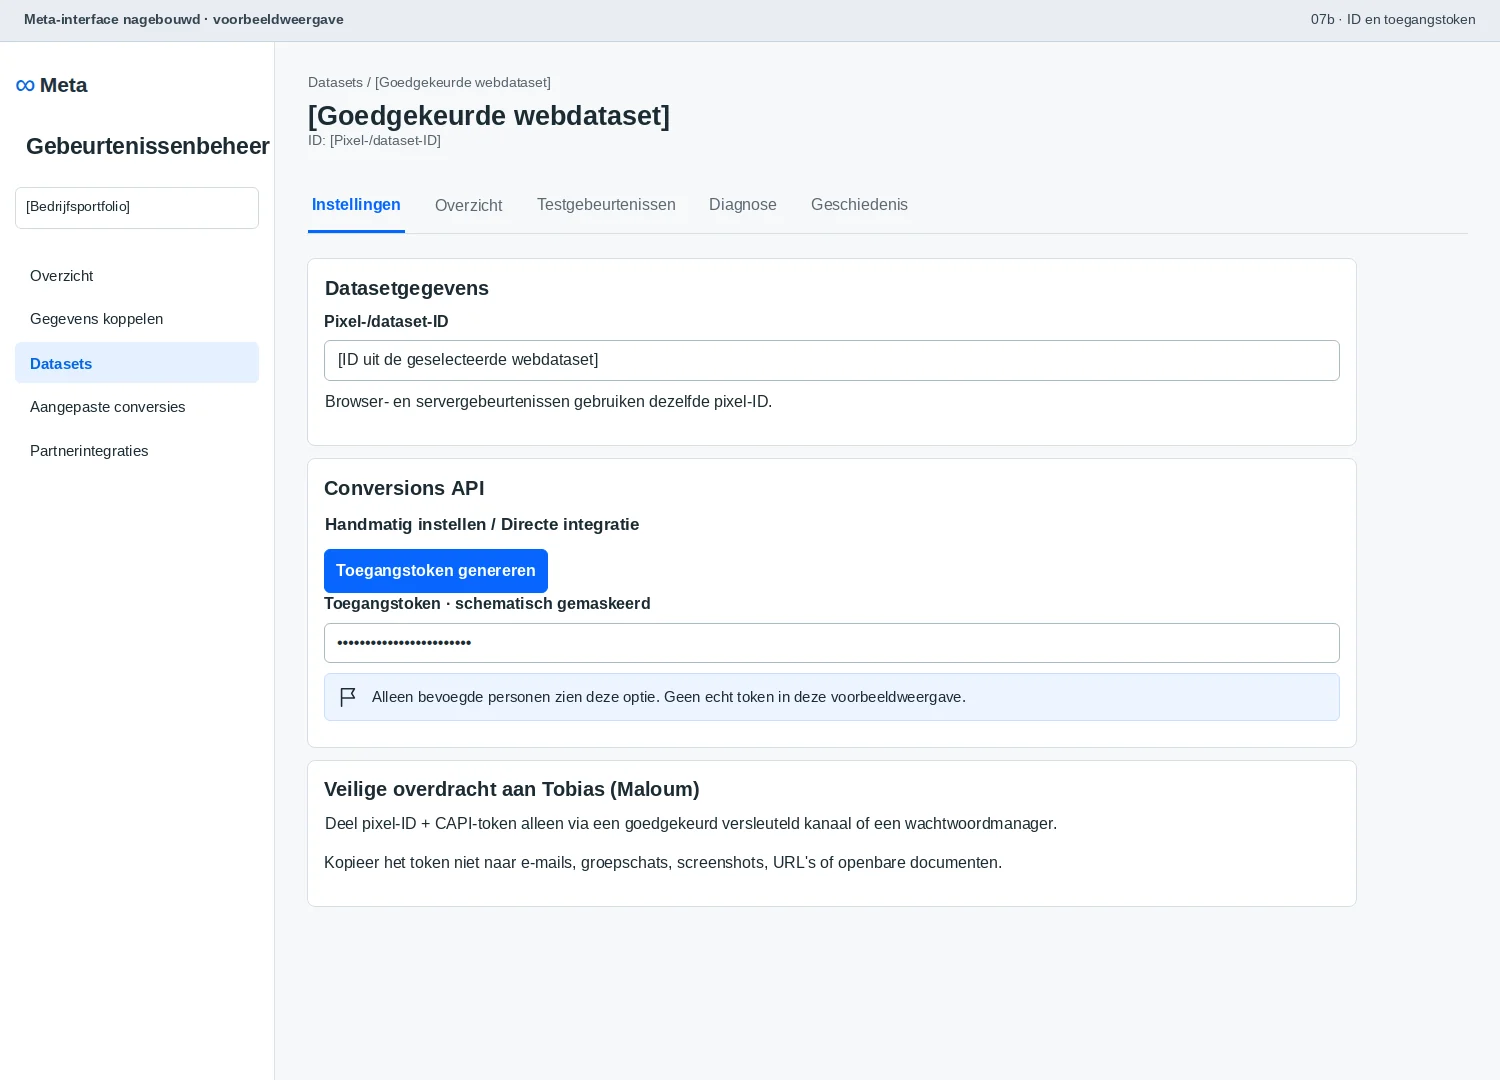 Meta-interface nagebouwd · voorbeeldweergave
07b · ID en toegangstoken
Meta
Gebeurtenissenbeheer
[Bedrijfsportfolio]
Overzicht
Gegevens koppelen
Datasets
Aangepaste conversies
Partnerintegraties
Datasets / [Goedgekeurde webdataset]
[Goedgekeurde webdataset]
ID: [Pixel-/dataset-ID]
Instellingen
Overzicht
Testgebeurtenissen
Diagnose
Geschiedenis
Datasetgegevens
Pixel-/dataset-ID
[ID uit de geselecteerde webdataset]
Browser- en servergebeurtenissen gebruiken dezelfde pixel-ID.
Conversions API
Handmatig instellen / Directe integratie
Toegangstoken genereren
Toegangstoken · schematisch gemaskeerd
••••••••••••••••••••••••
Alleen bevoegde personen zien deze optie. Geen echt token in deze voorbeeldweergave.
Veilige overdracht aan Tobias (Maloum)
Deel pixel-ID + CAPI-token alleen via een goedgekeurd versleuteld kanaal of een wachtwoordmanager.
Kopieer het token niet naar e-mails, groepschats, screenshots, URL's of openbare documenten.